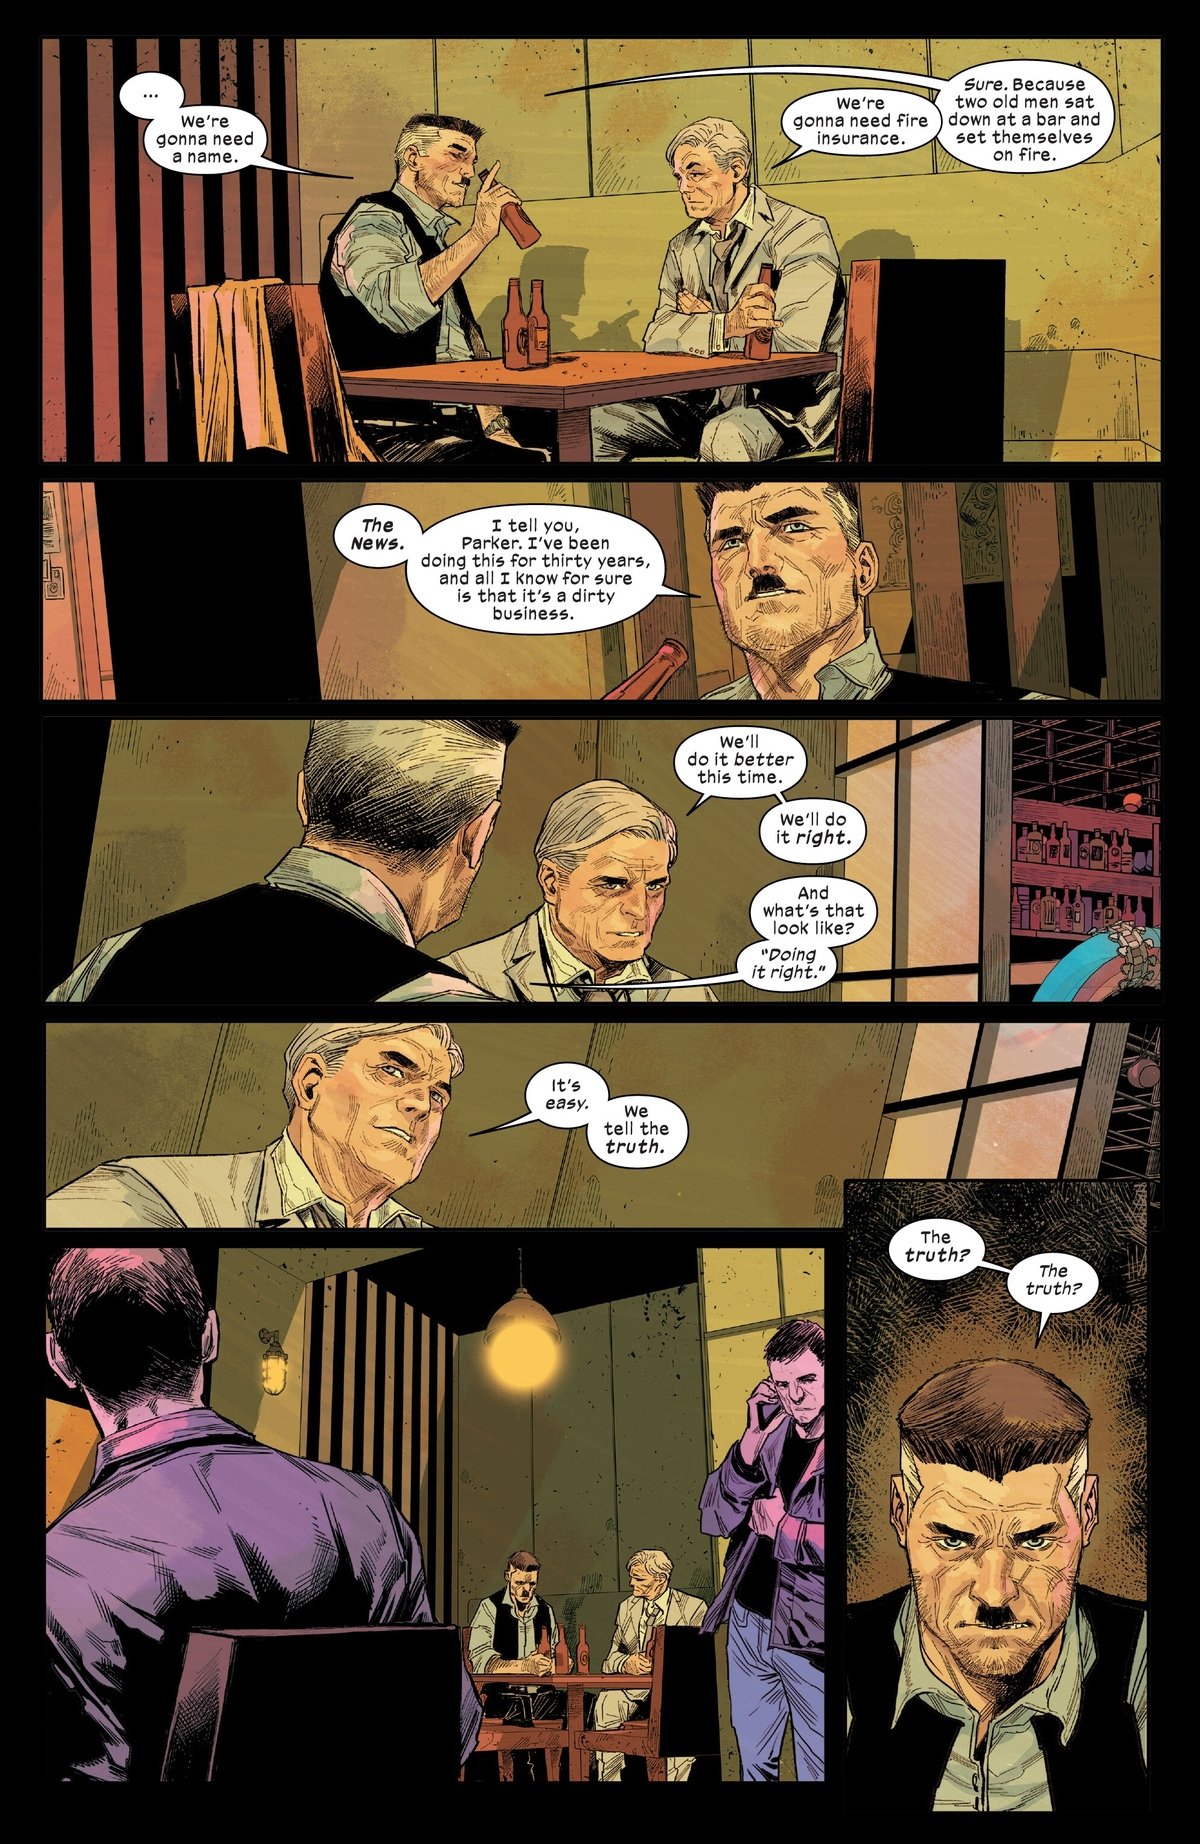 ...
We're
gonna need
a name.
We're
gonna need fire
insurance.
Sure. Because
two old men sat
down at a bar and
set themselves
on fire.
The
News.
I tell you,
Parker. I've been
doing this for thirty years,
and all I know for sure
is that it's a dirty
business.
We'll
do it better
this time.
We'll do
it right.
And
what's that
look like?
"Doing
it right."
It's
easy.
We
tell the
truth.
The
truth?
The
truth?